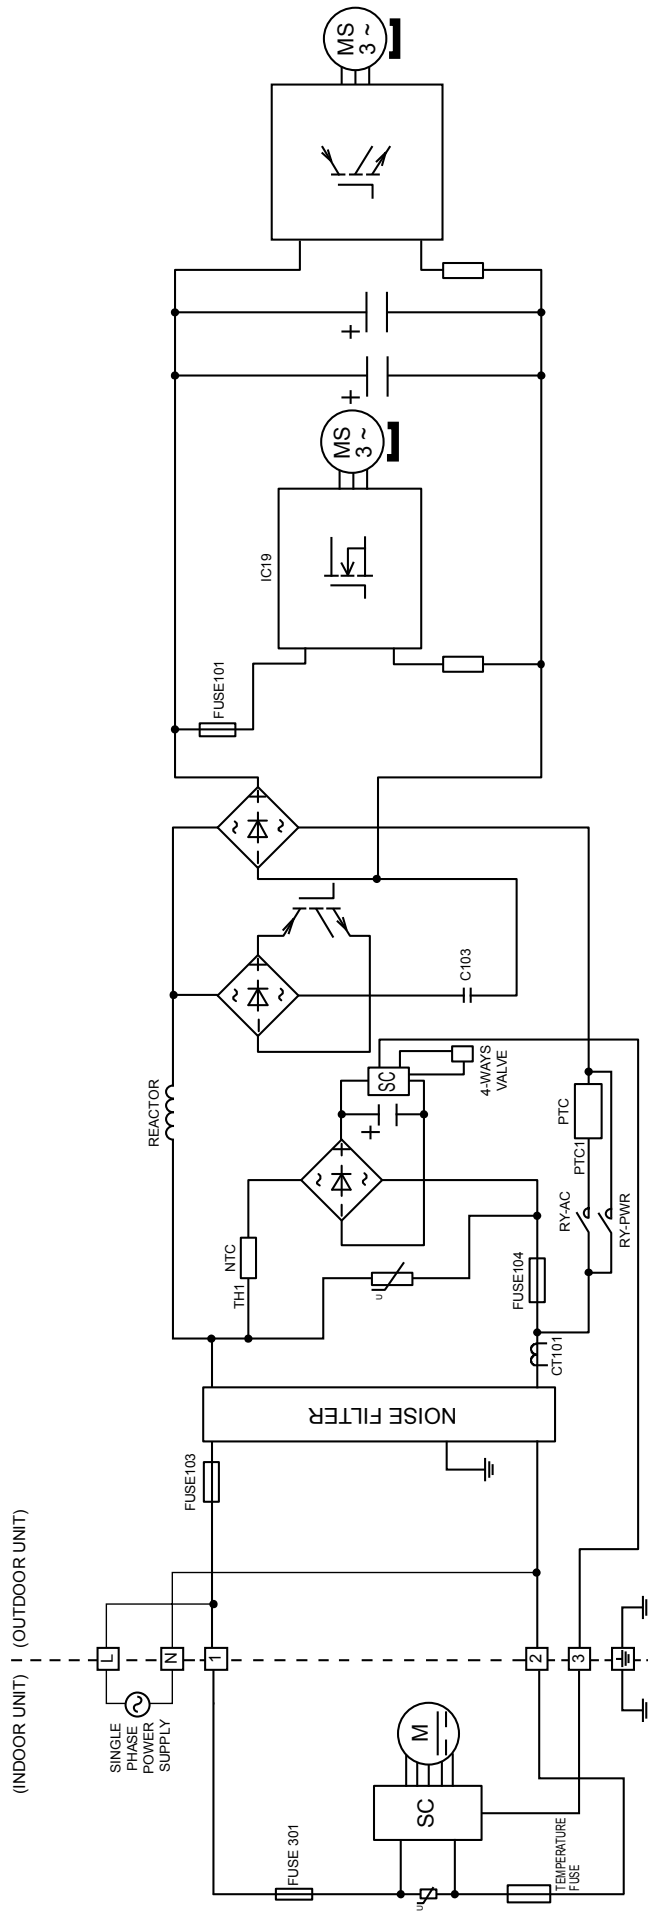 (INDOOR UNIT)
(OUTDOOR UNIT)
SINGLE
PHASE
POWER
SUPPLY
L
N
1
2
3
FUSE 301
SC
M
U
TEMPERATURE
FUSE
FUSE103
NOISE FILTER
CT101
FUSE104
TH1
NTC
U
REACTOR
+
SC
4-WAYS
VALVE
RY-AC
RY-PWR
PTC1
PTC
C103
FUSE101
IC19
MS
3 ~
+
+
MS
3 ~